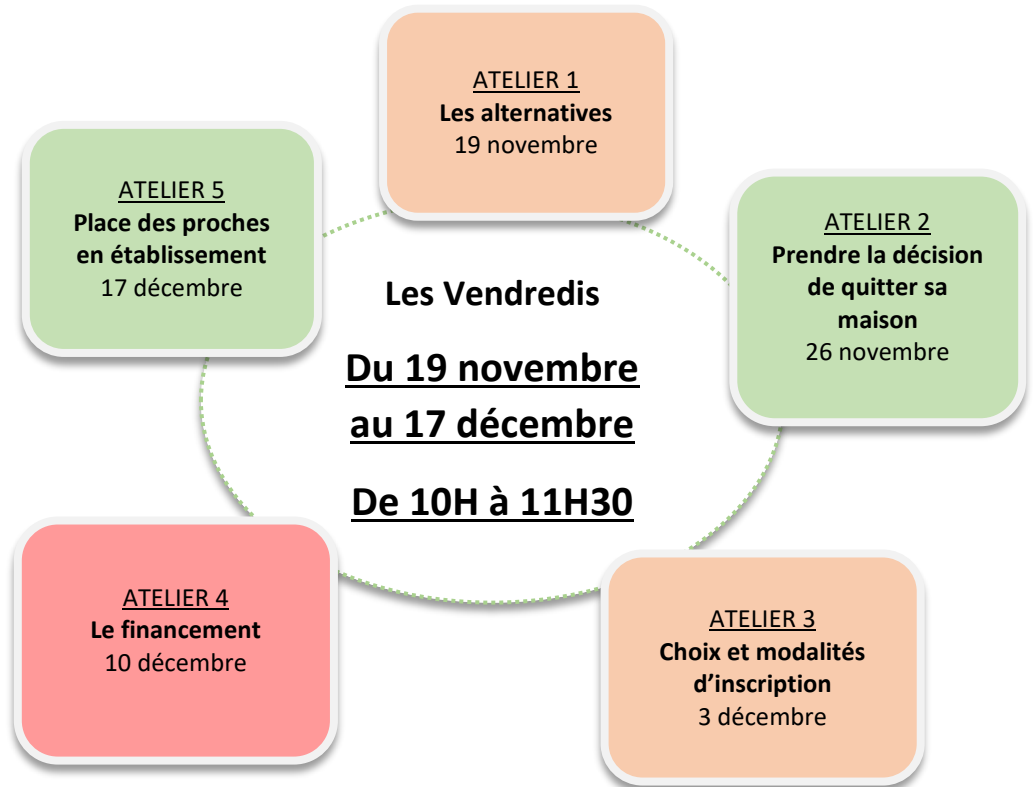 ATELIER 1
Les alternatives
19 novembre
ATELIER 2
Prendre la décision
de quitter sa
maison
26 novembre
ATELIER 3
Choix et modalités
d’inscription
3 décembre
ATELIER 4
Le financement
10 décembre
ATELIER 5
Place des proches
en établissement
17 décembre
Les Vendredis
Du 19 novembre
au 17 décembre
De 10H à 11H30